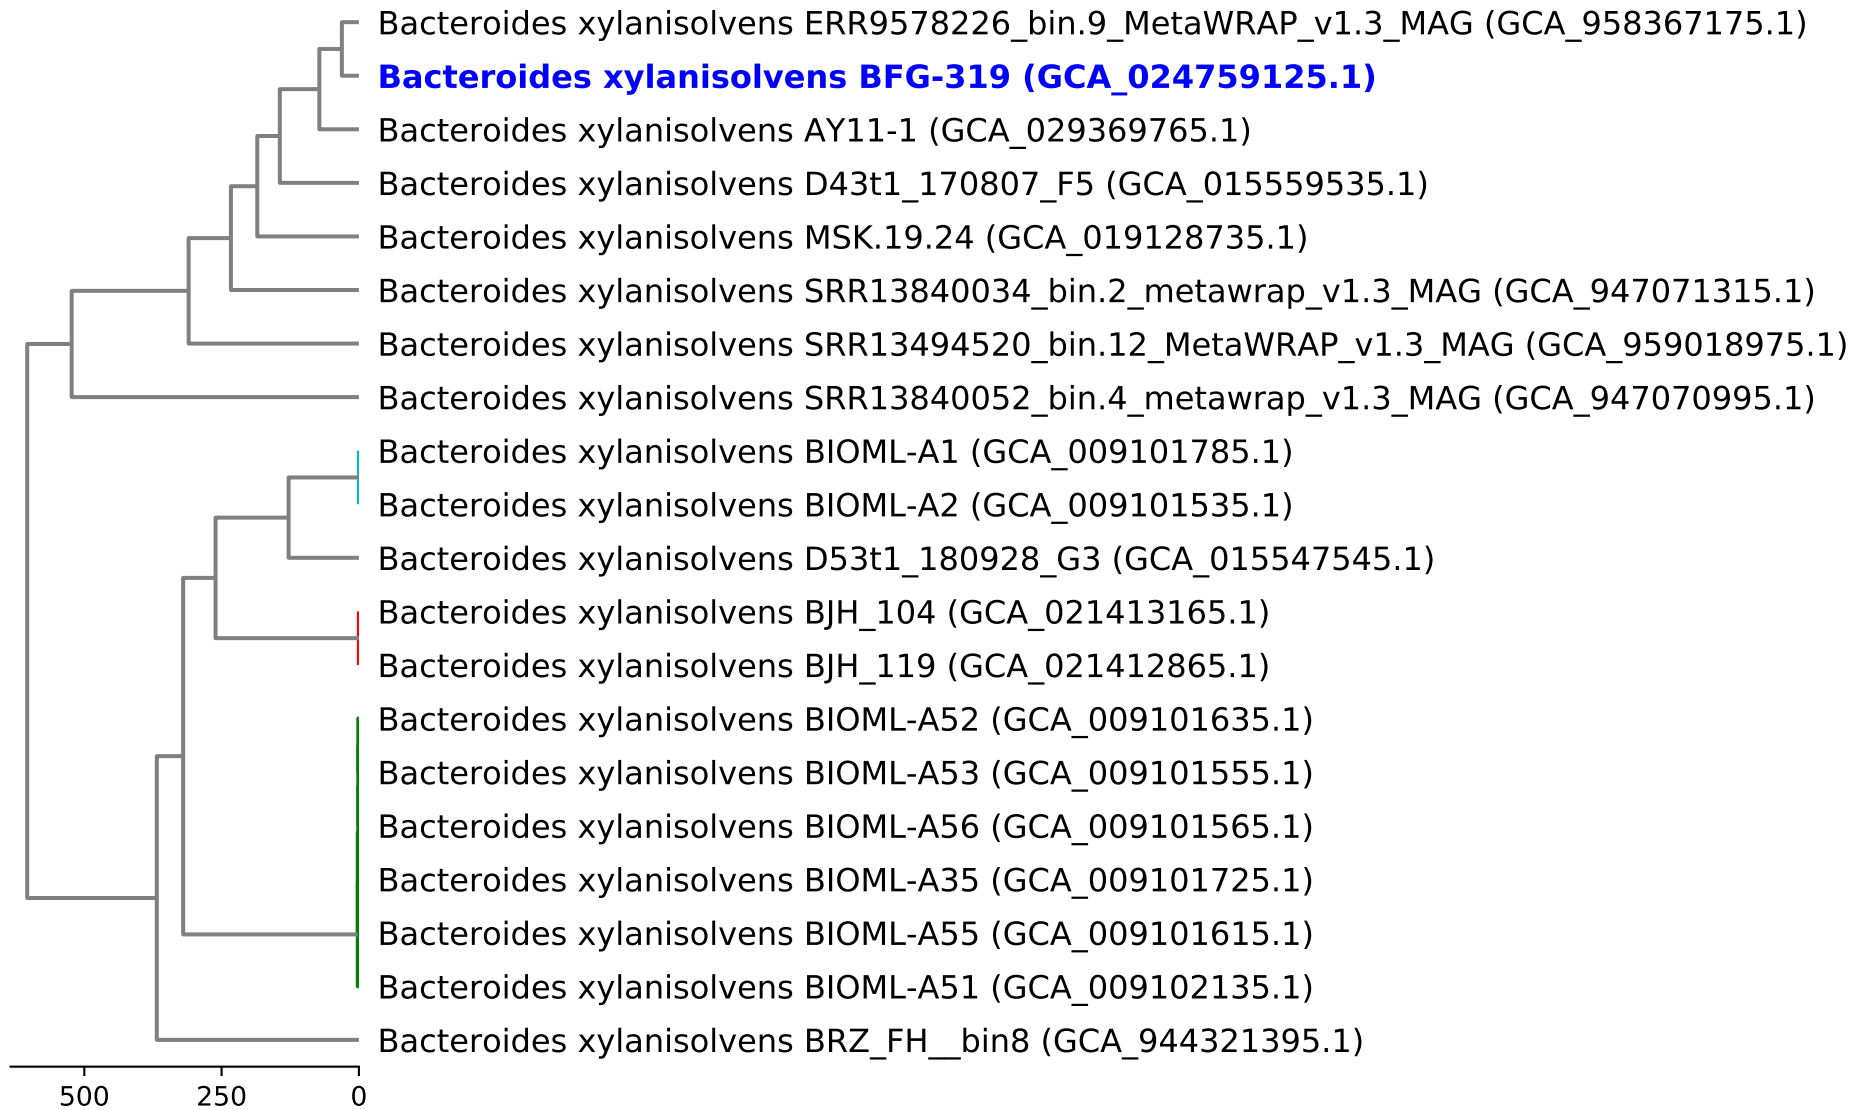 Bacteroides xylanisolvens ERR9578226_bin.9_MetaWRAP_v1.3_MAG (GCA_958367175.1)
Bacteroides xylanisolvens BFG-319 (GCA_024759125.1)
Bacteroides xylanisolvens AY11-1 (GCA_029369765.1)
Bacteroides xylanisolvens D43t1_170807_F5 (GCA_015559535.1)
Bacteroides xylanisolvens MSK.19.24 (GCA_019128735.1)
Bacteroides xylanisolvens SRR13840034_bin.2_metawrap_v1.3_MAG (GCA_947071315.1)
Bacteroides xylanisolvens SRR13494520_bin.12_MetaWRAP_v1.3_MAG (GCA_959018975.1)
Bacteroides xylanisolvens SRR13840052_bin.4_metawrap_v1.3_MAG (GCA_947070995.1)
Bacteroides xylanisolvens BIOML-A1 (GCA_009101785.1)
Bacteroides xylanisolvens BIOML-A2 (GCA_009101535.1)
Bacteroides xylanisolvens D53t1_180928_G3 (GCA_015547545.1)
Bacteroides xylanisolvens BJH_104 (GCA_021413165.1)
Bacteroides xylanisolvens BJH_119 (GCA_021412865.1)
Bacteroides xylanisolvens BIOML-A52 (GCA_009101635.1)
Bacteroides xylanisolvens BIOML-A53 (GCA_009101555.1)
Bacteroides xylanisolvens BIOML-A56 (GCA_009101565.1)
Bacteroides xylanisolvens BIOML-A35 (GCA_009101725.1)
Bacteroides xylanisolvens BIOML-A55 (GCA_009101615.1)
Bacteroides xylanisolvens BIOML-A51 (GCA_009102135.1)
Bacteroides xylanisolvens BRZ_FH__bin8 (GCA_944321395.1)
500 250 0